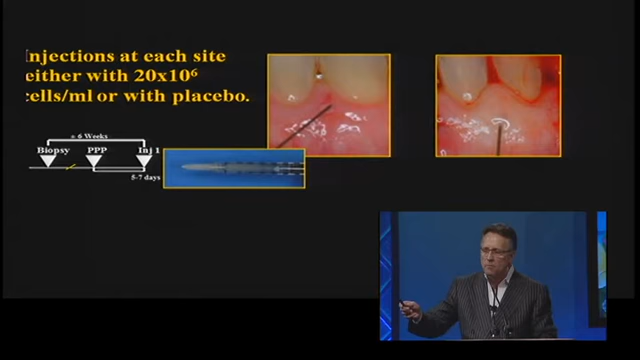 Injections at each site
either with 20x10⁶
cells/ml or with placebo.
± 6 Weeks
Biopsy PPP Inj 1
5-7 days